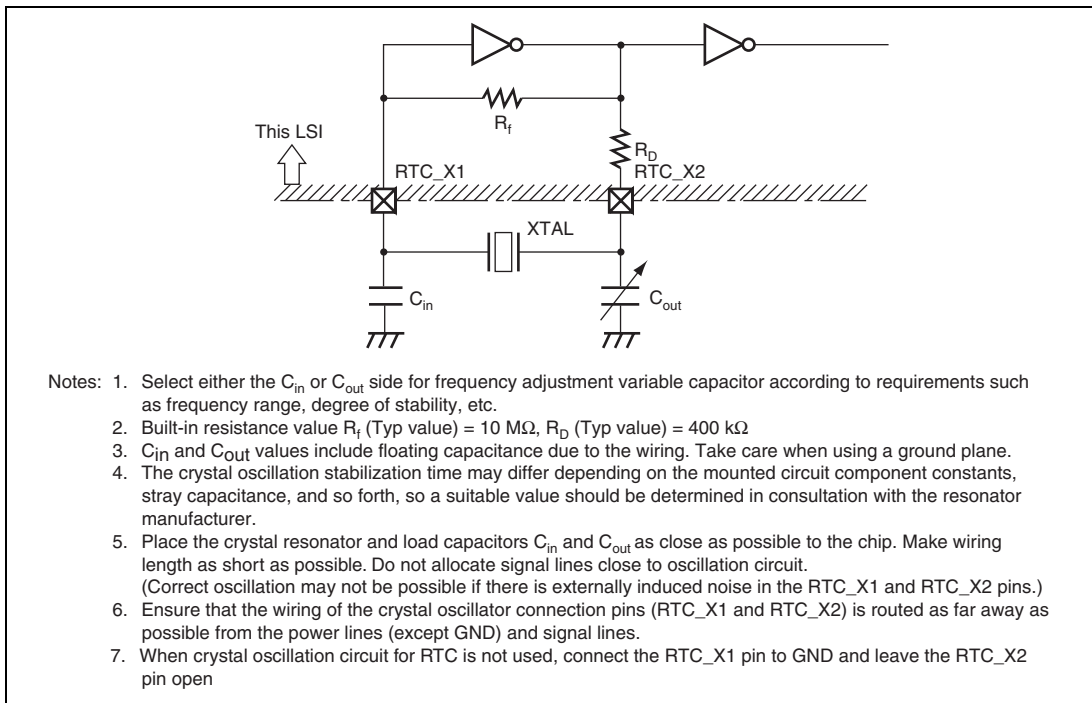 This LSI
R_f
R_D
RTC_X1
RTC_X2
XTAL
C_in
C_out
Notes: 1. Select either the C_in or C_out side for frequency adjustment variable capacitor according to requirements such
as frequency range, degree of stability, etc.
2. Built-in resistance value R_f (Typ value) = 10 MΩ, R_D (Typ value) = 400 kΩ
3. Cin and Cout values include floating capacitance due to the wiring. Take care when using a ground plane.
4. The crystal oscillation stabilization time may differ depending on the mounted circuit component constants,
stray capacitance, and so forth, so a suitable value should be determined in consultation with the resonator
manufacturer.
5. Place the crystal resonator and load capacitors C_in and C_out as close as possible to the chip. Make wiring
length as short as possible. Do not allocate signal lines close to oscillation circuit.
(Correct oscillation may not be possible if there is externally induced noise in the RTC_X1 and RTC_X2 pins.)
6. Ensure that the wiring of the crystal oscillator connection pins (RTC_X1 and RTC_X2) is routed as far away as
possible from the power lines (except GND) and signal lines.
7. When crystal oscillation circuit for RTC is not used, connect the RTC_X1 pin to GND and leave the RTC_X2
pin open